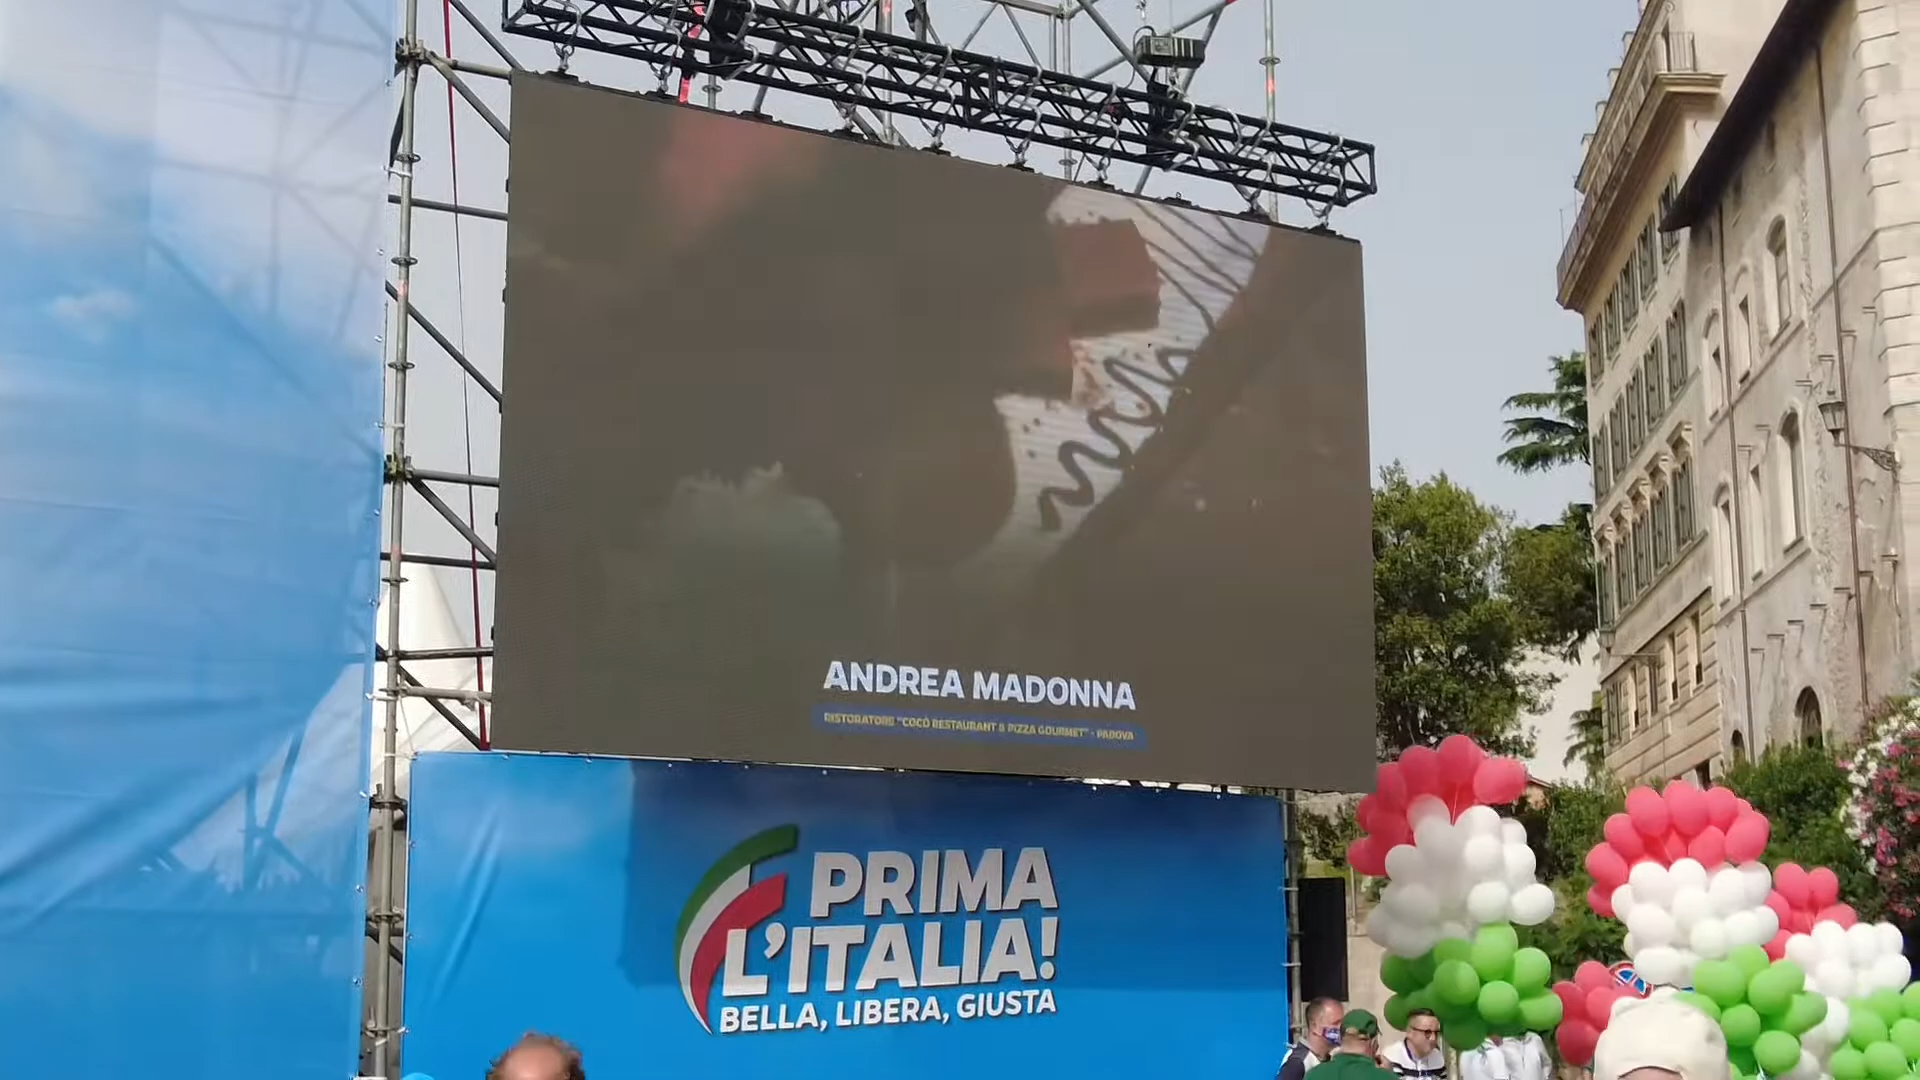 ANDREA MADONNA
RISTORATORE "COCÒ RESTAURANT & PIZZA GOURMET" - PADOVA
PRIMA
L'ITALIA!
BELLA, LIBERA, GIUSTA